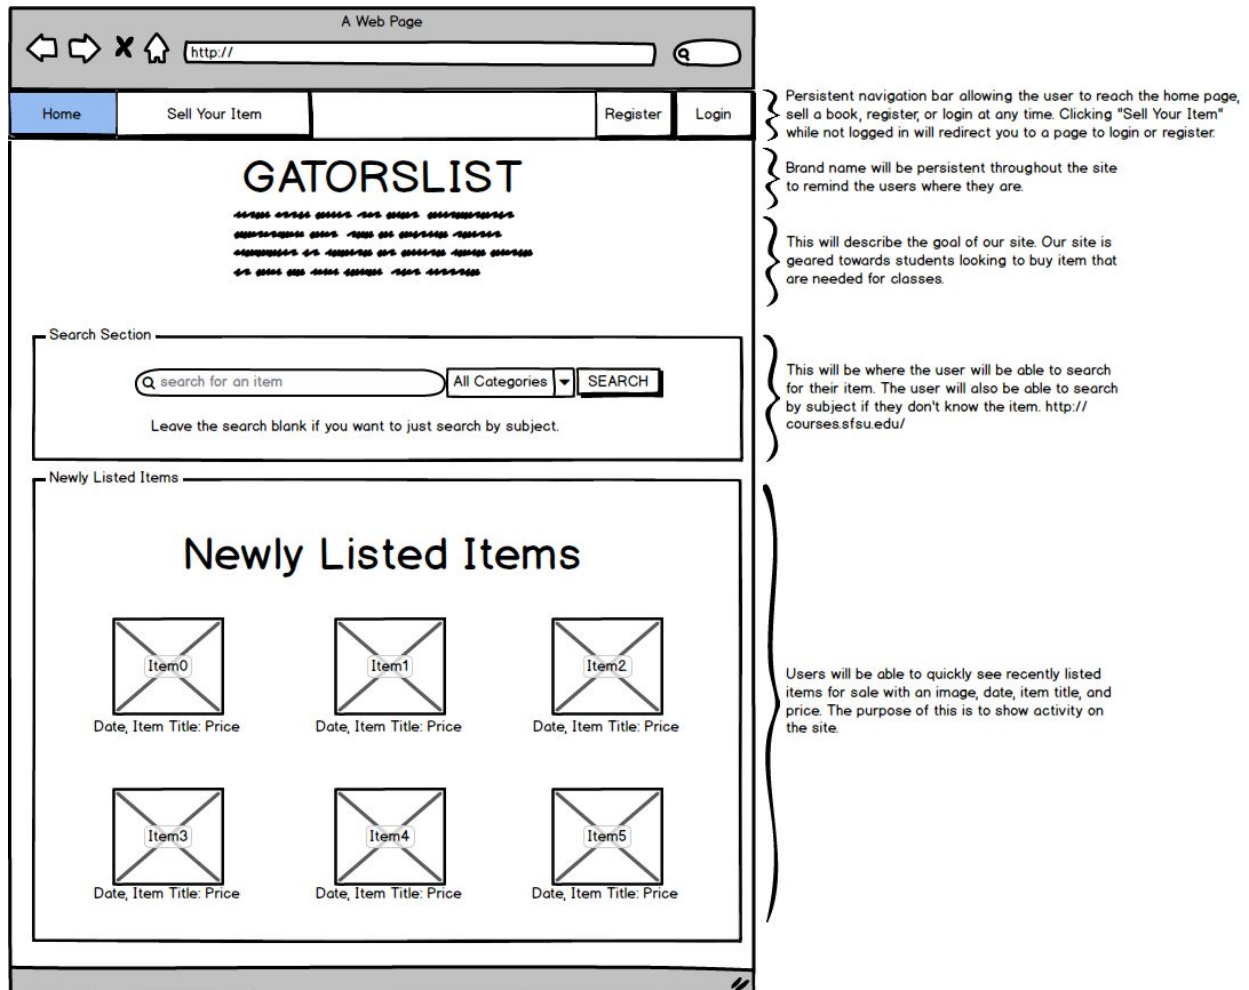 A Web Page
http://
Home
Sell Your Item
Register
Login
Persistent navigation bar allowing the user to reach the home page,
sell a book, register, or login at any time. Clicking "Sell Your Item"
while not logged in will redirect you to a page to login or register.
GATORSLIST
Brand name will be persistent throughout the site
to remind the users where they are.
This will describe the goal of our site. Our site is
geared towards students looking to buy item that
are needed for classes.
Search Section
search for an item
All Categories
SEARCH
Leave the search blank if you want to just search by subject.
This will be where the user will be able to search
for their item. The user will also be able to search
by subject if they don't know the item. http://
courses.sfsu.edu/
Newly Listed Items
Newly Listed Items
Item0
Item1
Item2
Date, Item Title: Price
Date, Item Title: Price
Date, Item Title: Price
Item3
Item4
Item5
Date, Item Title: Price
Date, Item Title: Price
Date, Item Title: Price
Users will be able to quickly see recently listed
items for sale with an image, date, item title, and
price. The purpose of this is to show activity on
the site.